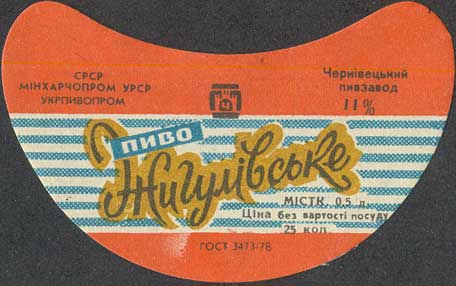 СРСР
МІНХАРЧОПРОМ УРСР
УКРПИВОПРОМ
Чернівецький
пивзавод
11%
ПИВО
Жигулівське
МІСТК. 0,5 л.
Ціна без вартості посуду
25 коп.
ГОСТ 3473-78